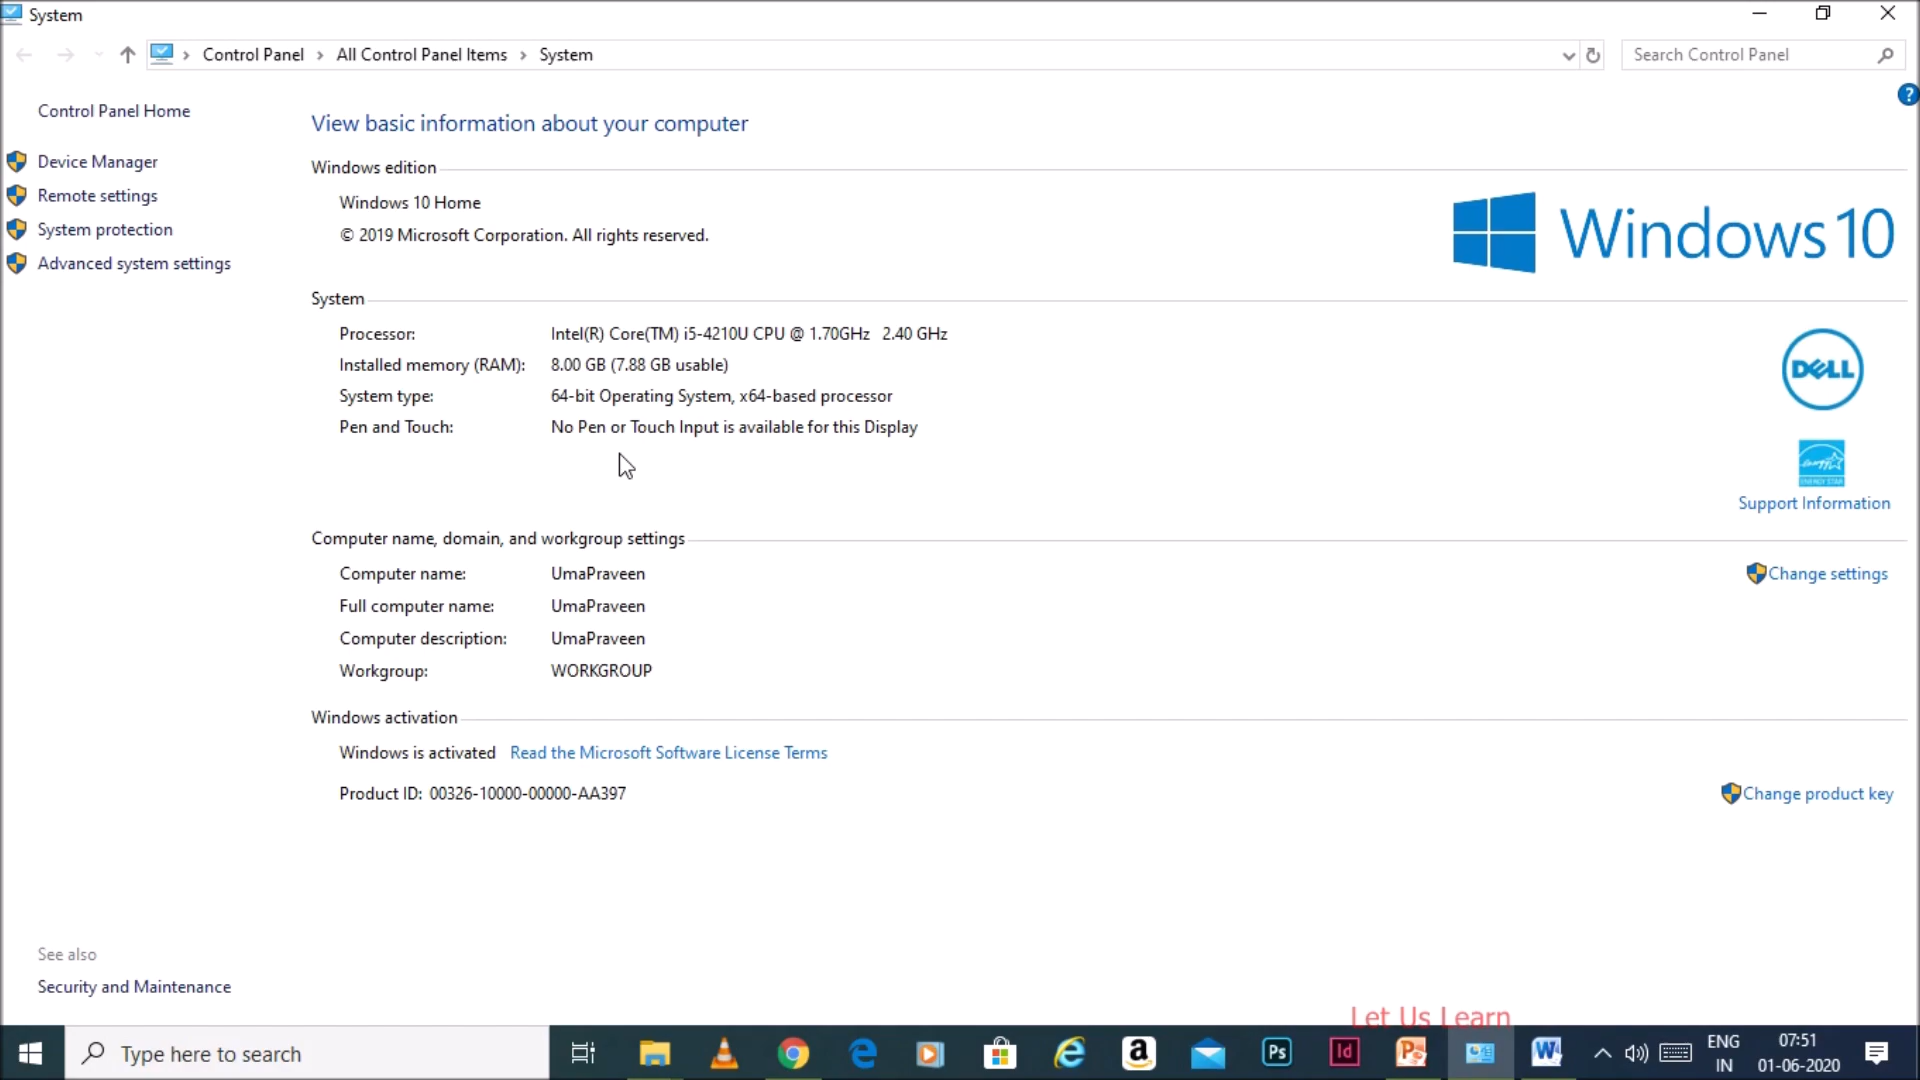 System
Control Panel > All Control Panel Items > System
Search Control Panel
Control Panel Home
Device Manager
Remote settings
System protection
Advanced system settings
View basic information about your computer
Windows edition
Windows 10 Home
© 2019 Microsoft Corporation. All rights reserved.
Windows 10
System
Processor: Intel(R) Core(TM) i5-4210U CPU @ 1.70GHz 2.40 GHz
Installed memory (RAM): 8.00 GB (7.88 GB usable)
System type: 64-bit Operating System, x64-based processor
Pen and Touch: No Pen or Touch Input is available for this Display
DELL
energy
ENERGY STAR
Support Information
Computer name, domain, and workgroup settings
Computer name: UmaPraveen
Change settings
Full computer name: UmaPraveen
Computer description: UmaPraveen
Workgroup: WORKGROUP
Windows activation
Windows is activated Read the Microsoft Software License Terms
Product ID: 00326-10000-00000-AA397
Change product key
See also
Security and Maintenance
Let Us Learn
Type here to search
a
Ps
Id
P
W
ENG
IN
07:51
01-06-2020